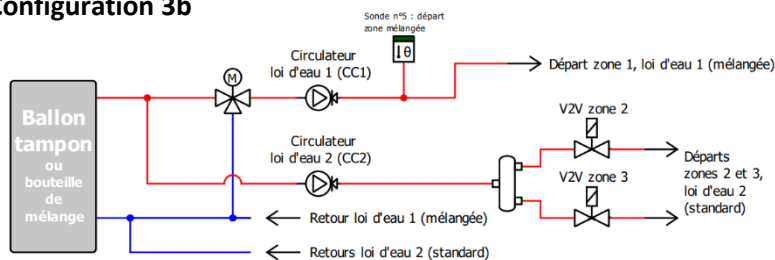 Configuration 3b
Sonde n°5 : départ
zone mélangée
θ
Circulateur
loi d'eau 1 (CC1)
M
Départ zone 1, loi d'eau 1 (mélangée)
Ballon
tampon
ou
bouteille
de
mélange
V2V zone 2
Circulateur
loi d'eau 2 (CC2)
Départs
zones 2 et 3,
loi d'eau 2
(standard)
V2V zone 3
Retour loi d'eau 1 (mélangée)
Retours loi d'eau 2 (standard)